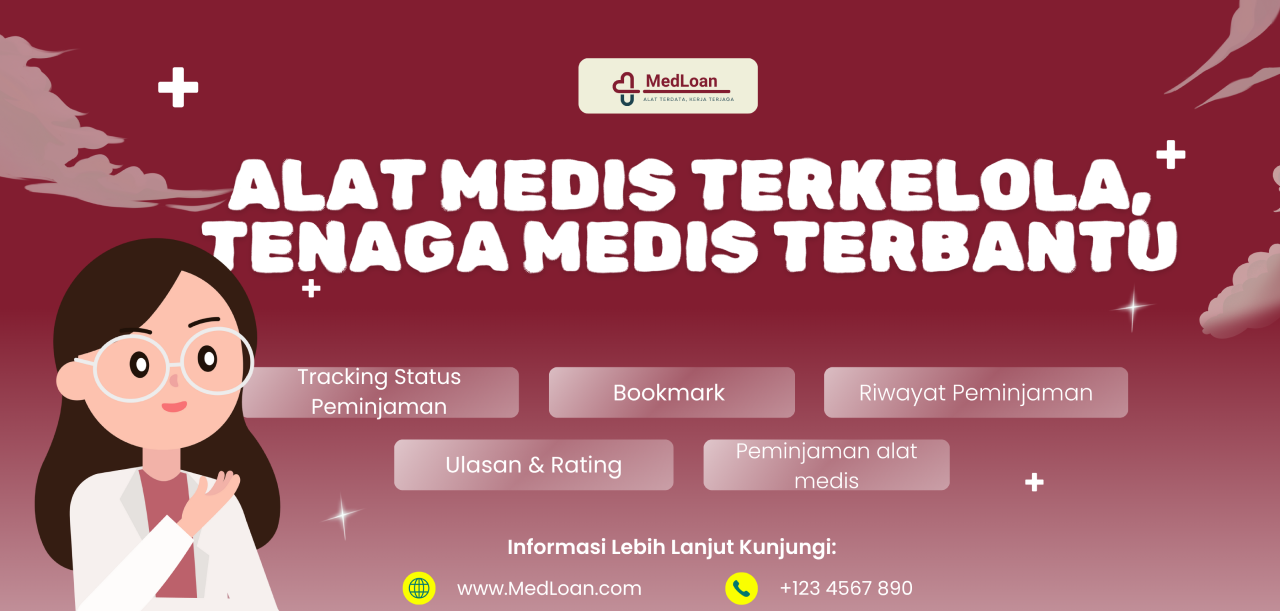 MedLoan
ALAT TERDATA, KERJA TERJAGA
ALAT MEDIS TERKELOLA,
TENAGA MEDIS TERBANTU
Tracking Status
Peminjaman
Bookmark
Riwayat Peminjaman
Ulasan & Rating
Peminjaman alat
medis
Informasi Lebih Lanjut Kunjungi:
www.MedLoan.com
+123 4567 890